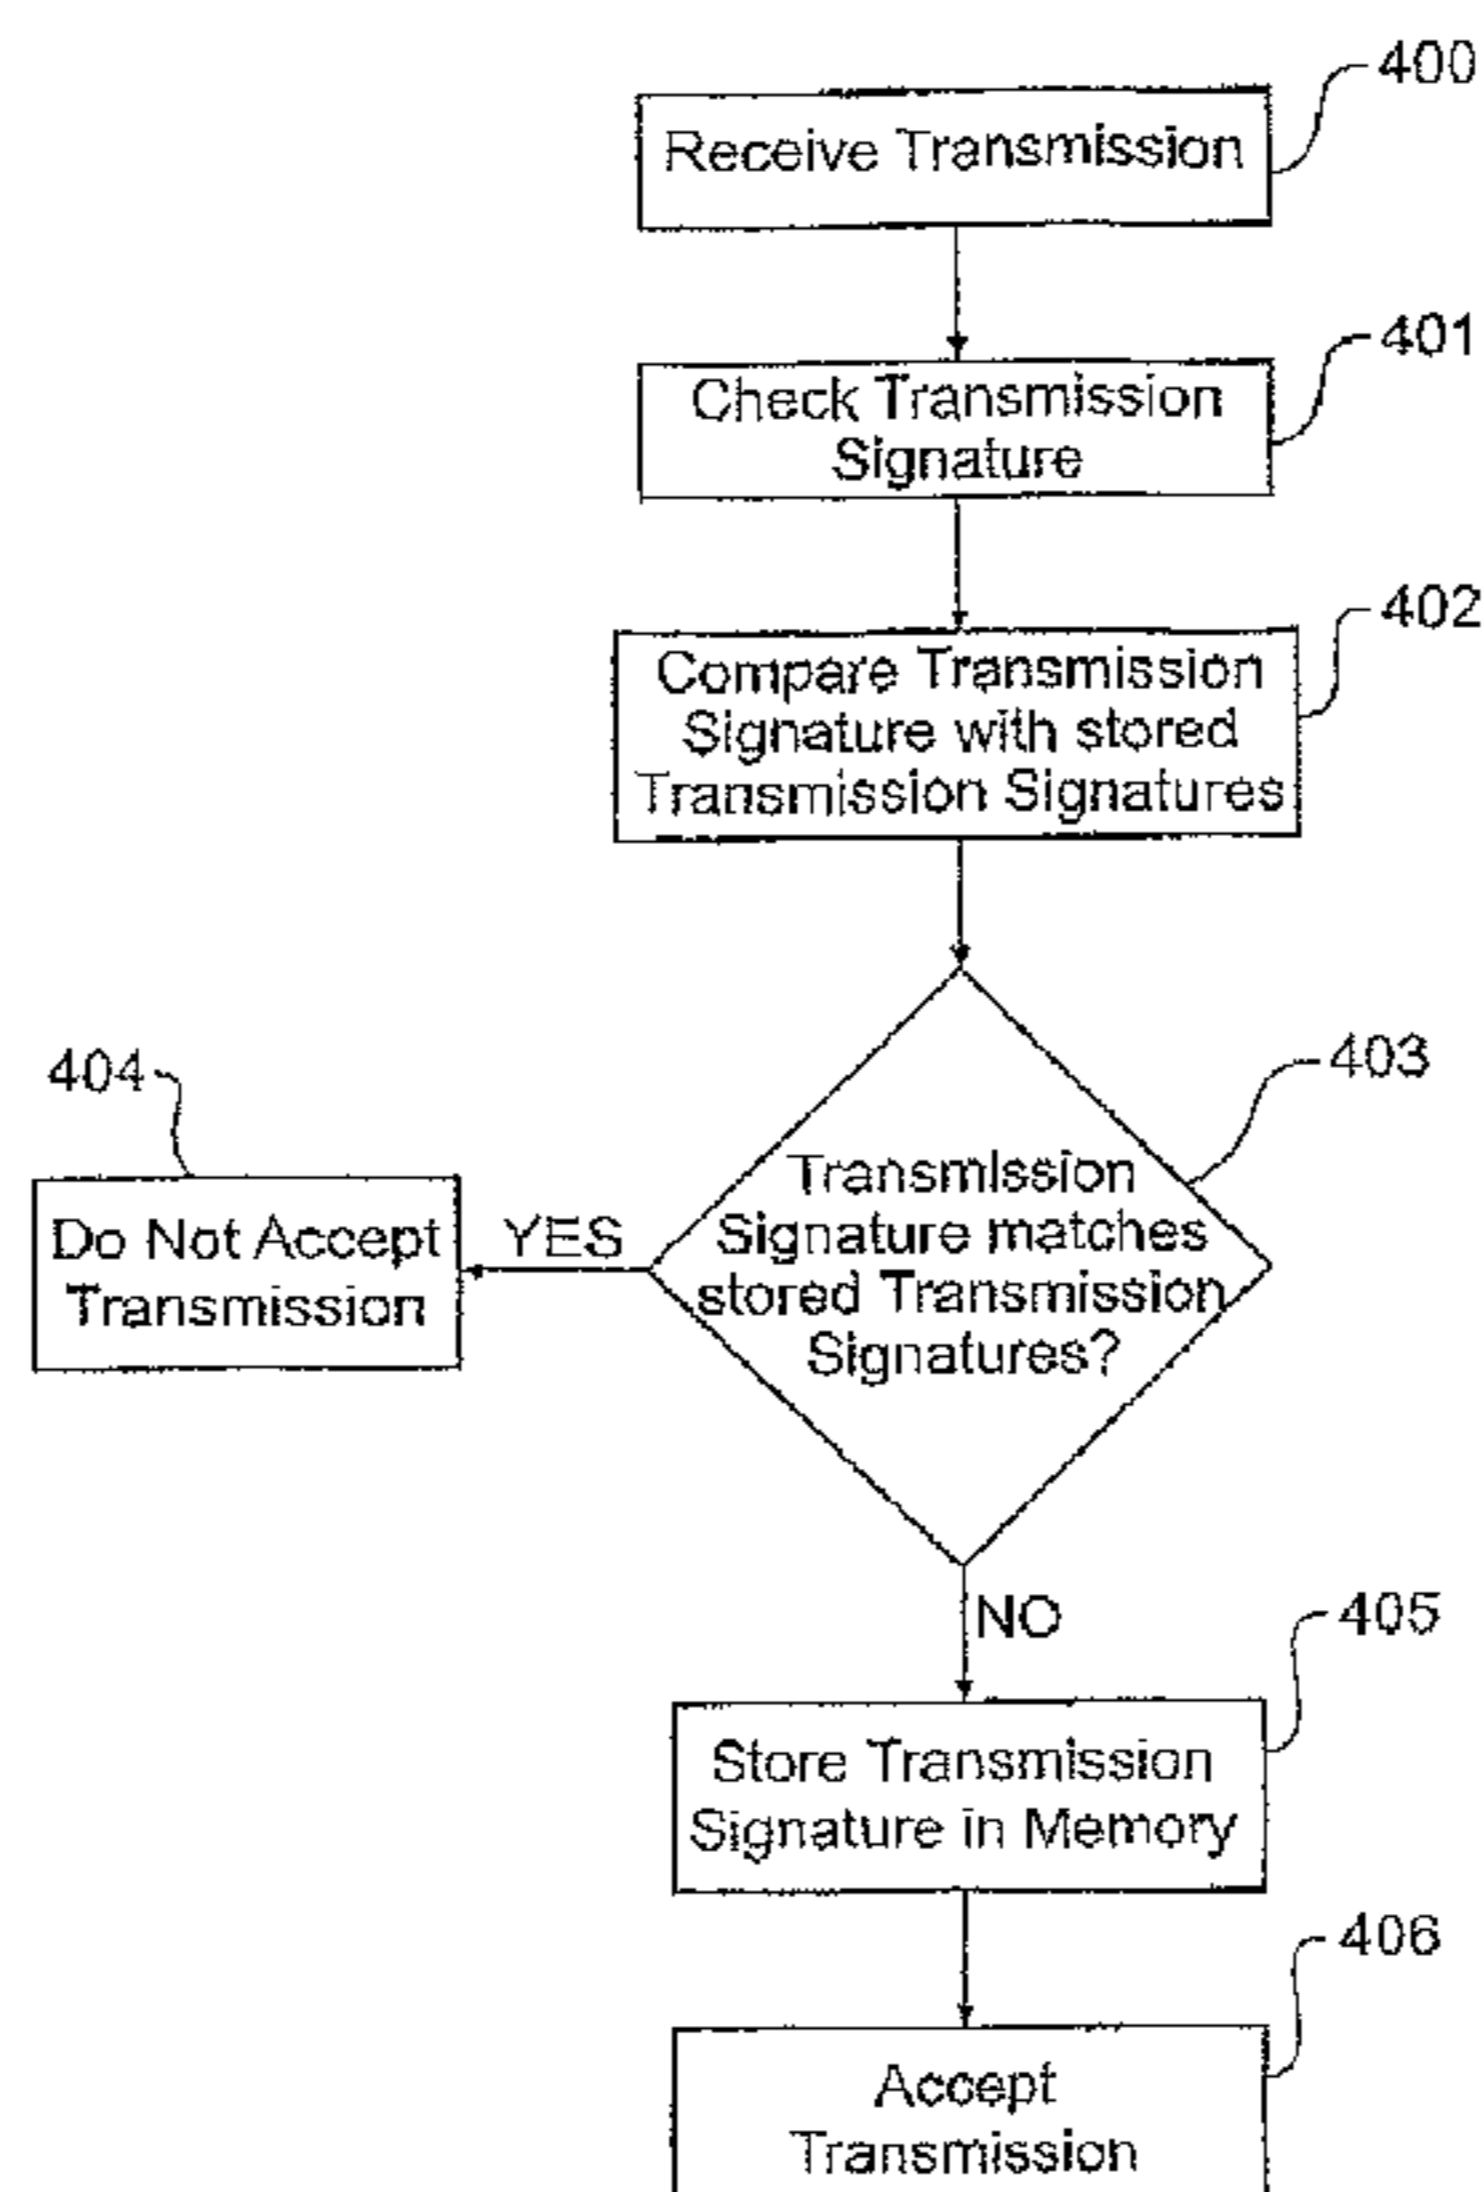 400
Receive Transmission
401
Check Transmission
Signature
402
Compare Transmission
Signature with stored
Transmission Signatures
403
Transmission
Signature matches
stored Transmission
Signatures?
404
YES
Do Not Accept
Transmission
NO
405
Store Transmission
Signature in Memory
406
Accept
Transmission